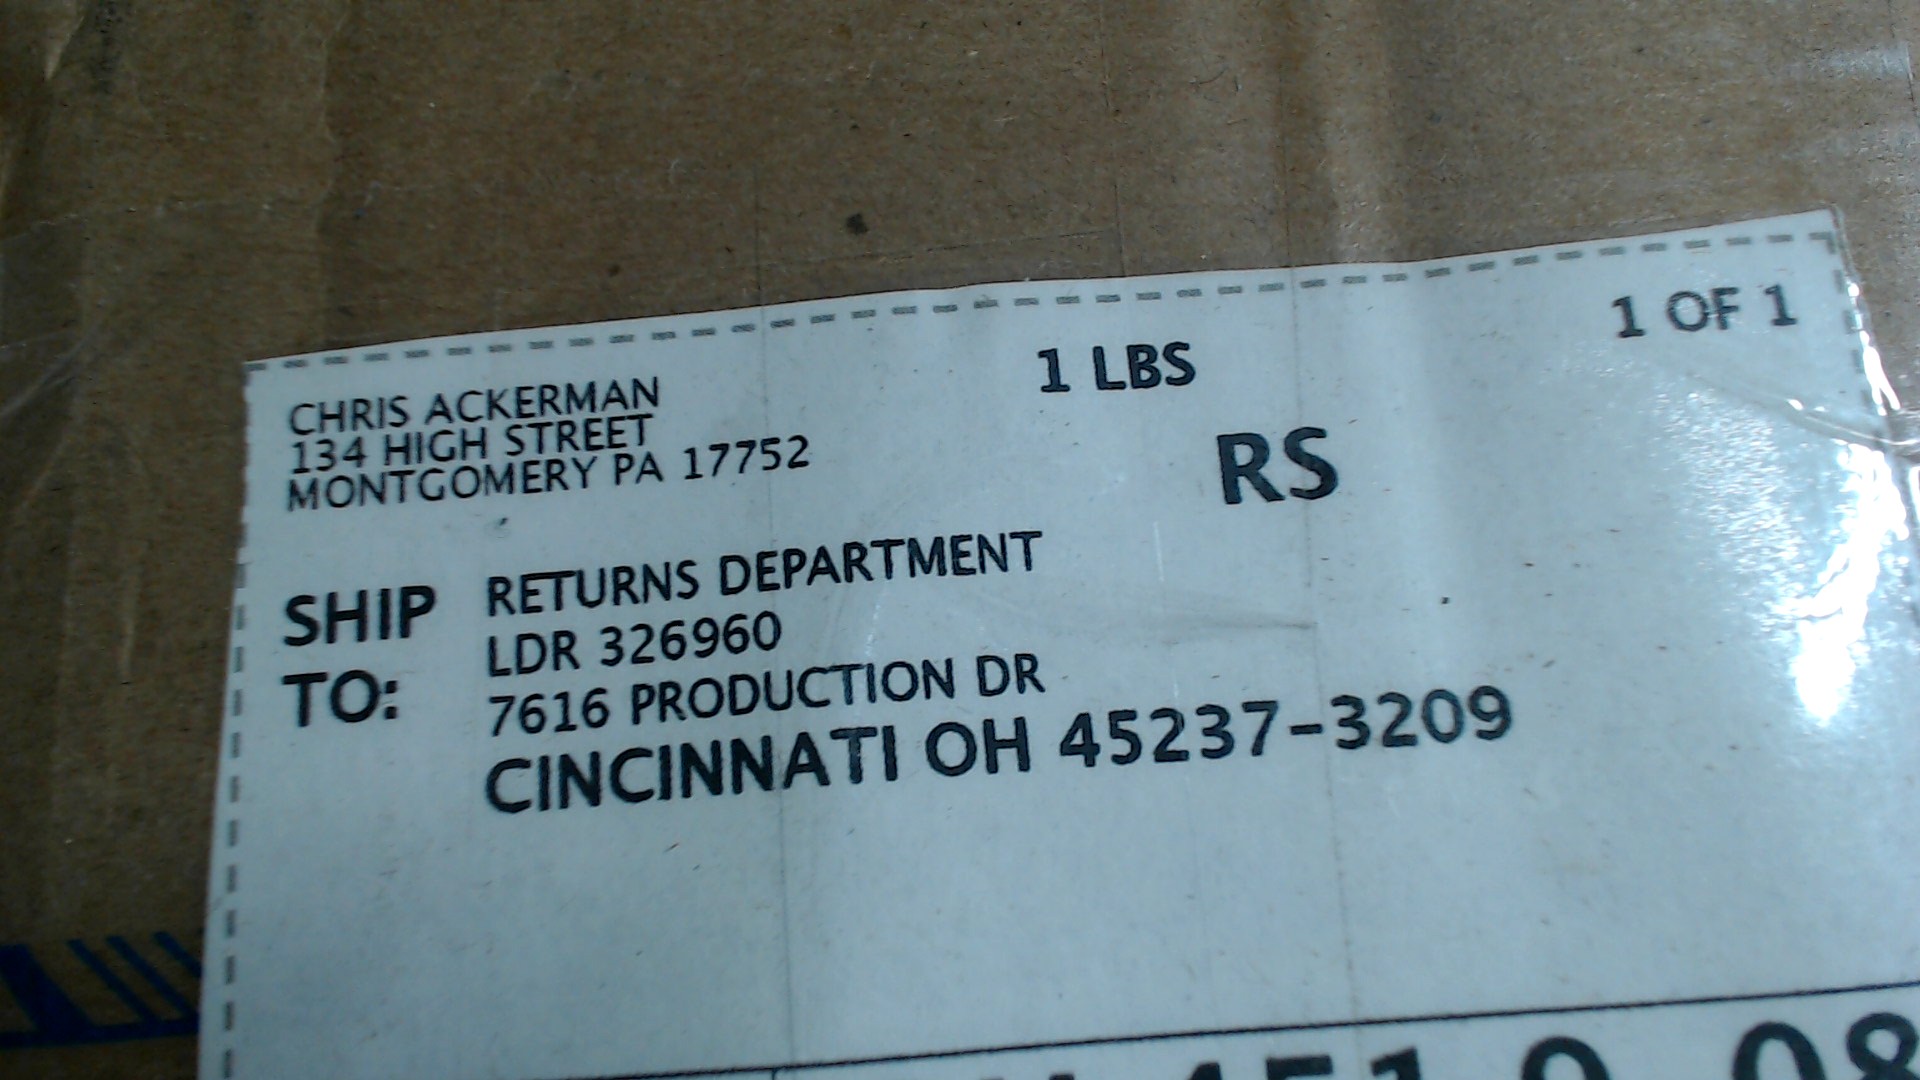 1 OF 1
1 LBS
CHRIS ACKERMAN
134 HIGH STREET
MONTGOMERY PA 17752
RS
SHIP TO:
RETURNS DEPARTMENT
LDR 326960
7616 PRODUCTION DR
CINCINNATI OH 45237-3209